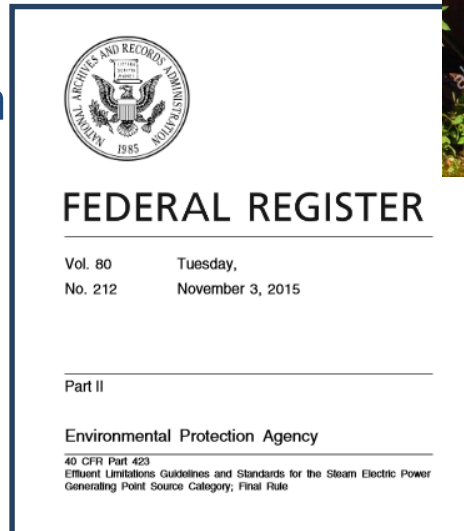 NATIONAL ARCHIVES AND RECORDS ADMINISTRATION
1985
FEDERAL REGISTER
Vol. 80 Tuesday,
No. 212 November 3, 2015
Part II
Environmental Protection Agency
40 CFR Part 423
Effluent Limitations Guidelines and Standards for the Steam Electric Power
Generating Point Source Category; Final Rule